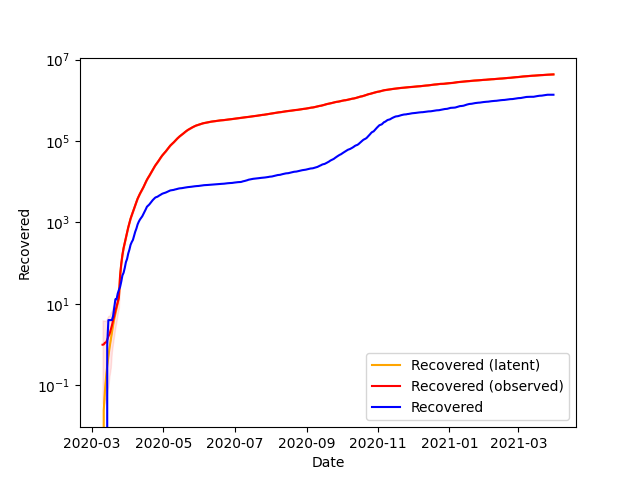 10^7
10^5
10^3
10^1
10^−1
Recovered
2020-03 2020-05 2020-07 2020-09 2020-11 2021-01 2021-03
Date
Recovered (latent)
Recovered (observed)
Recovered